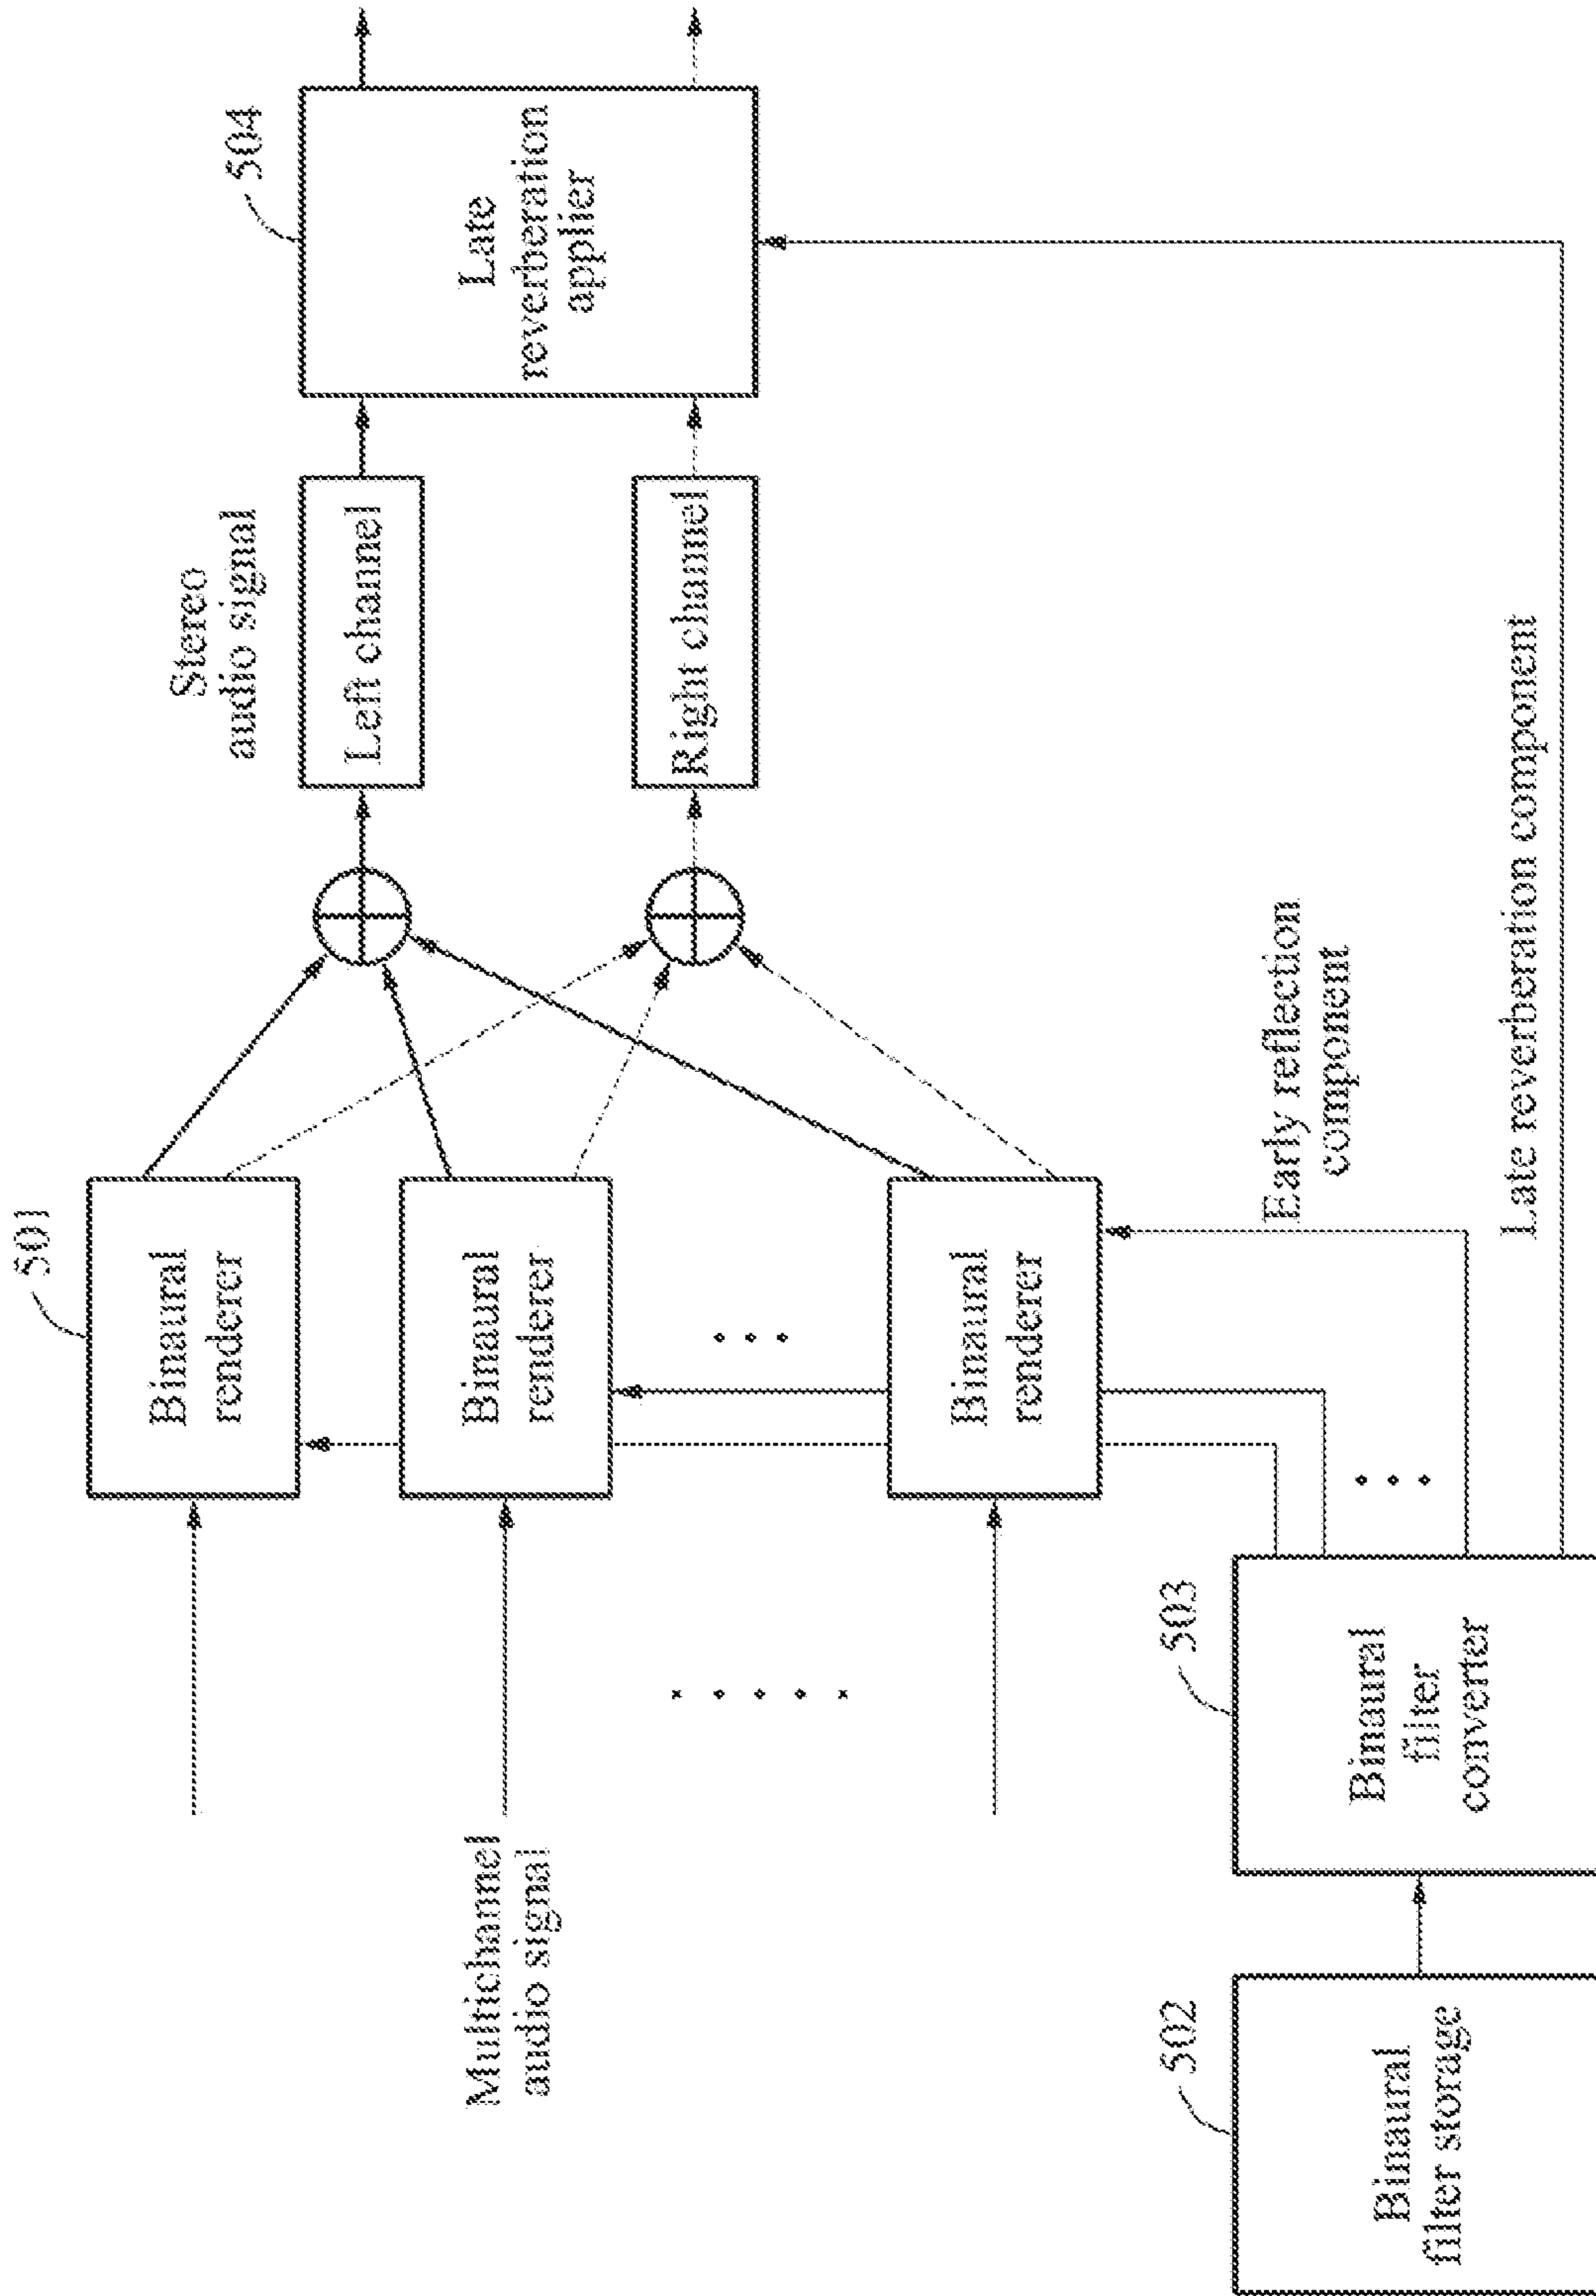 501
Binaural
renderer
Binaural
renderer
Binaural
renderer
Multichannel
audio signal
Stereo
audio signal
Left channel
Right channel
504
Late
reverberation
applier
502
Binaural
filter storage
503
Binaural
filter
converter
Early reflection
component
Late reverberation component